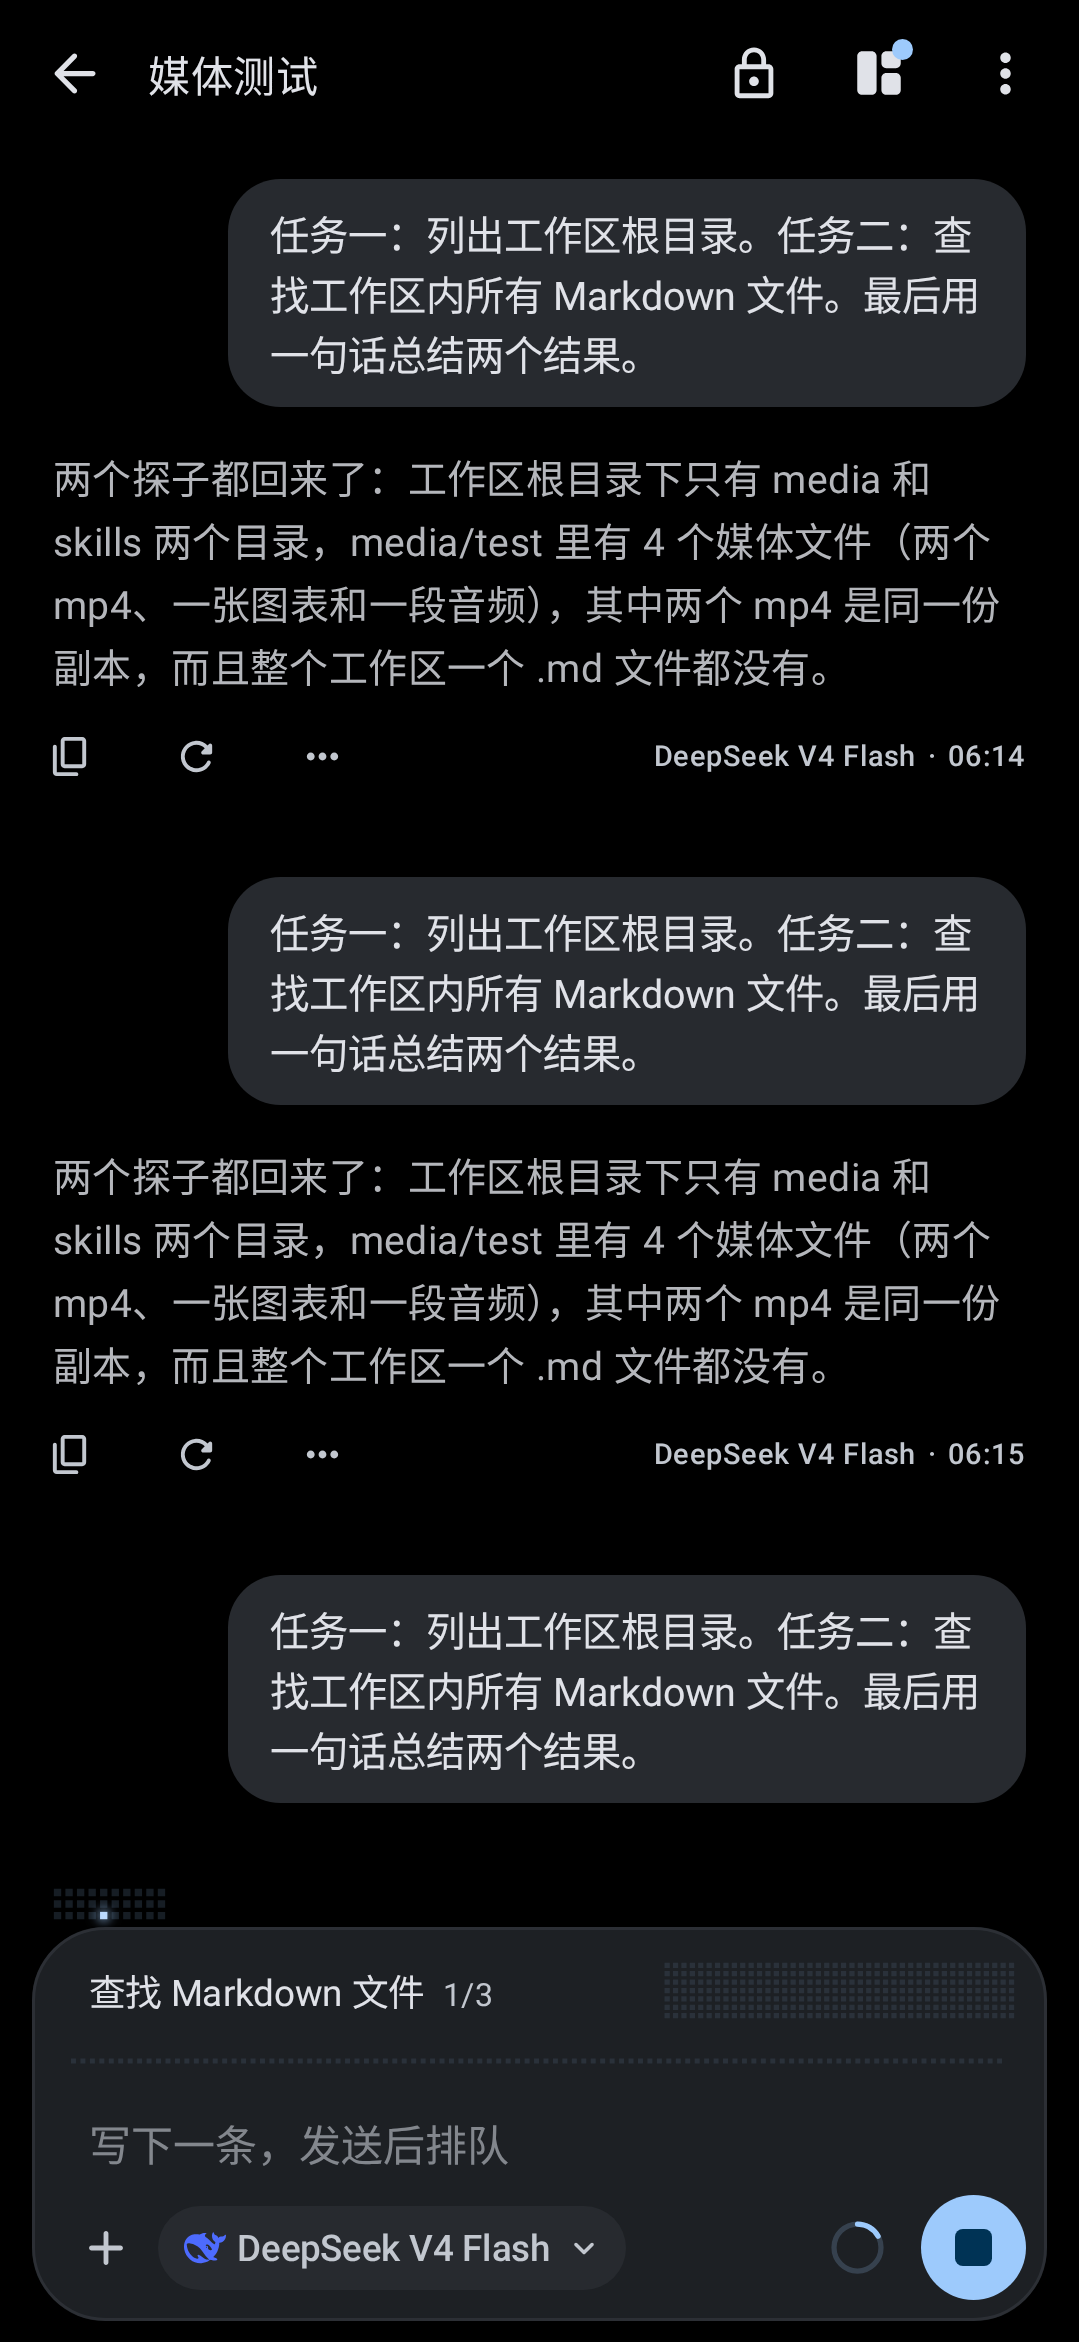 媒体测试
任务一：列出工作区根目录。任务二：查
找工作区内所有 Markdown 文件。最后用
一句话总结两个结果。
两个探子都回来了：工作区根目录下只有 media 和
skills 两个目录，media/test 里有 4 个媒体文件（两个
mp4、一张图表和一段音频），其中两个 mp4 是同一份
副本，而且整个工作区一个 .md 文件都没有。
DeepSeek V4 Flash · 06:14
任务一：列出工作区根目录。任务二：查
找工作区内所有 Markdown 文件。最后用
一句话总结两个结果。
两个探子都回来了：工作区根目录下只有 media 和
skills 两个目录，media/test 里有 4 个媒体文件（两个
mp4、一张图表和一段音频），其中两个 mp4 是同一份
副本，而且整个工作区一个 .md 文件都没有。
DeepSeek V4 Flash · 06:15
任务一：列出工作区根目录。任务二：查
找工作区内所有 Markdown 文件。最后用
一句话总结两个结果。
查找 Markdown 文件 1/3
写下一条，发送后排队
DeepSeek V4 Flash